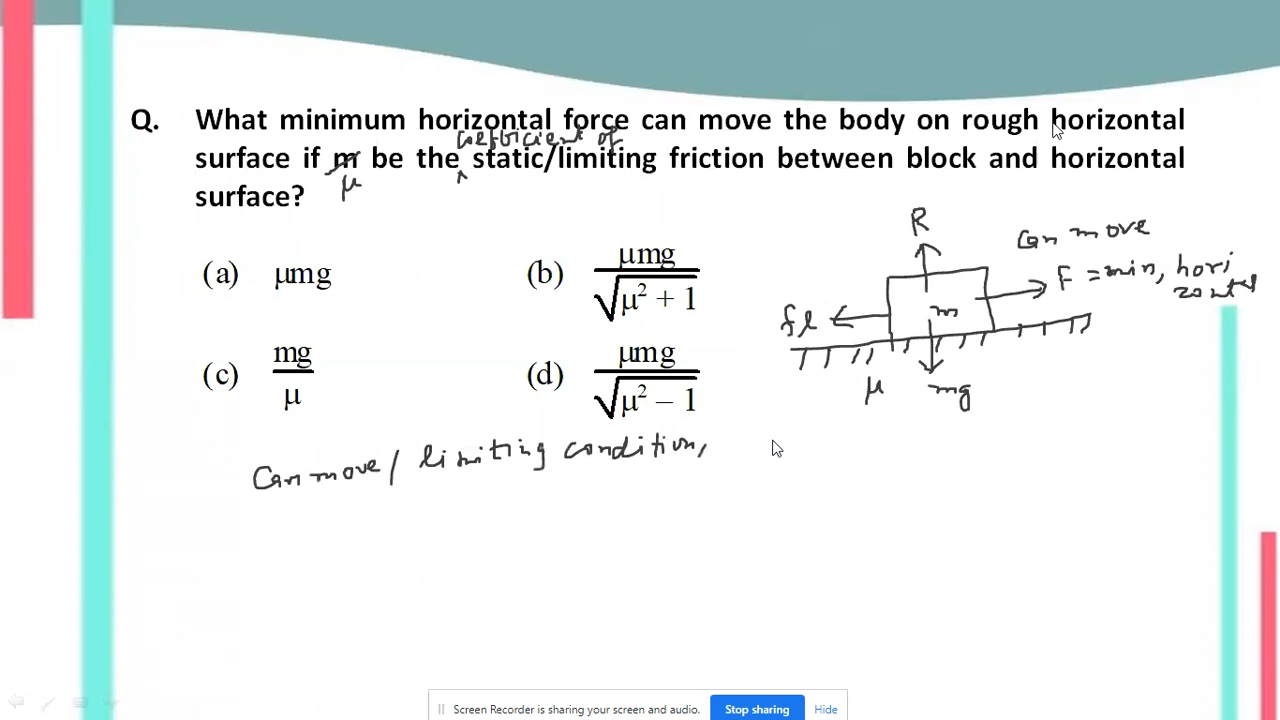 Q. What minimum horizontal force can move the body on rough horizontal
coefficient of
surface if m be the static/limiting friction between block and horizontal
μ
surface?
(a) μmg
(b) μmg / √(μ² + 1)
(c) mg / μ
(d) μmg / √(μ² − 1)
R
Can move
F = min, hori
zontal
fl
m
μ
mg
Can move / limiting condition,
Screen Recorder is sharing your screen and audio.
Stop sharing
Hide